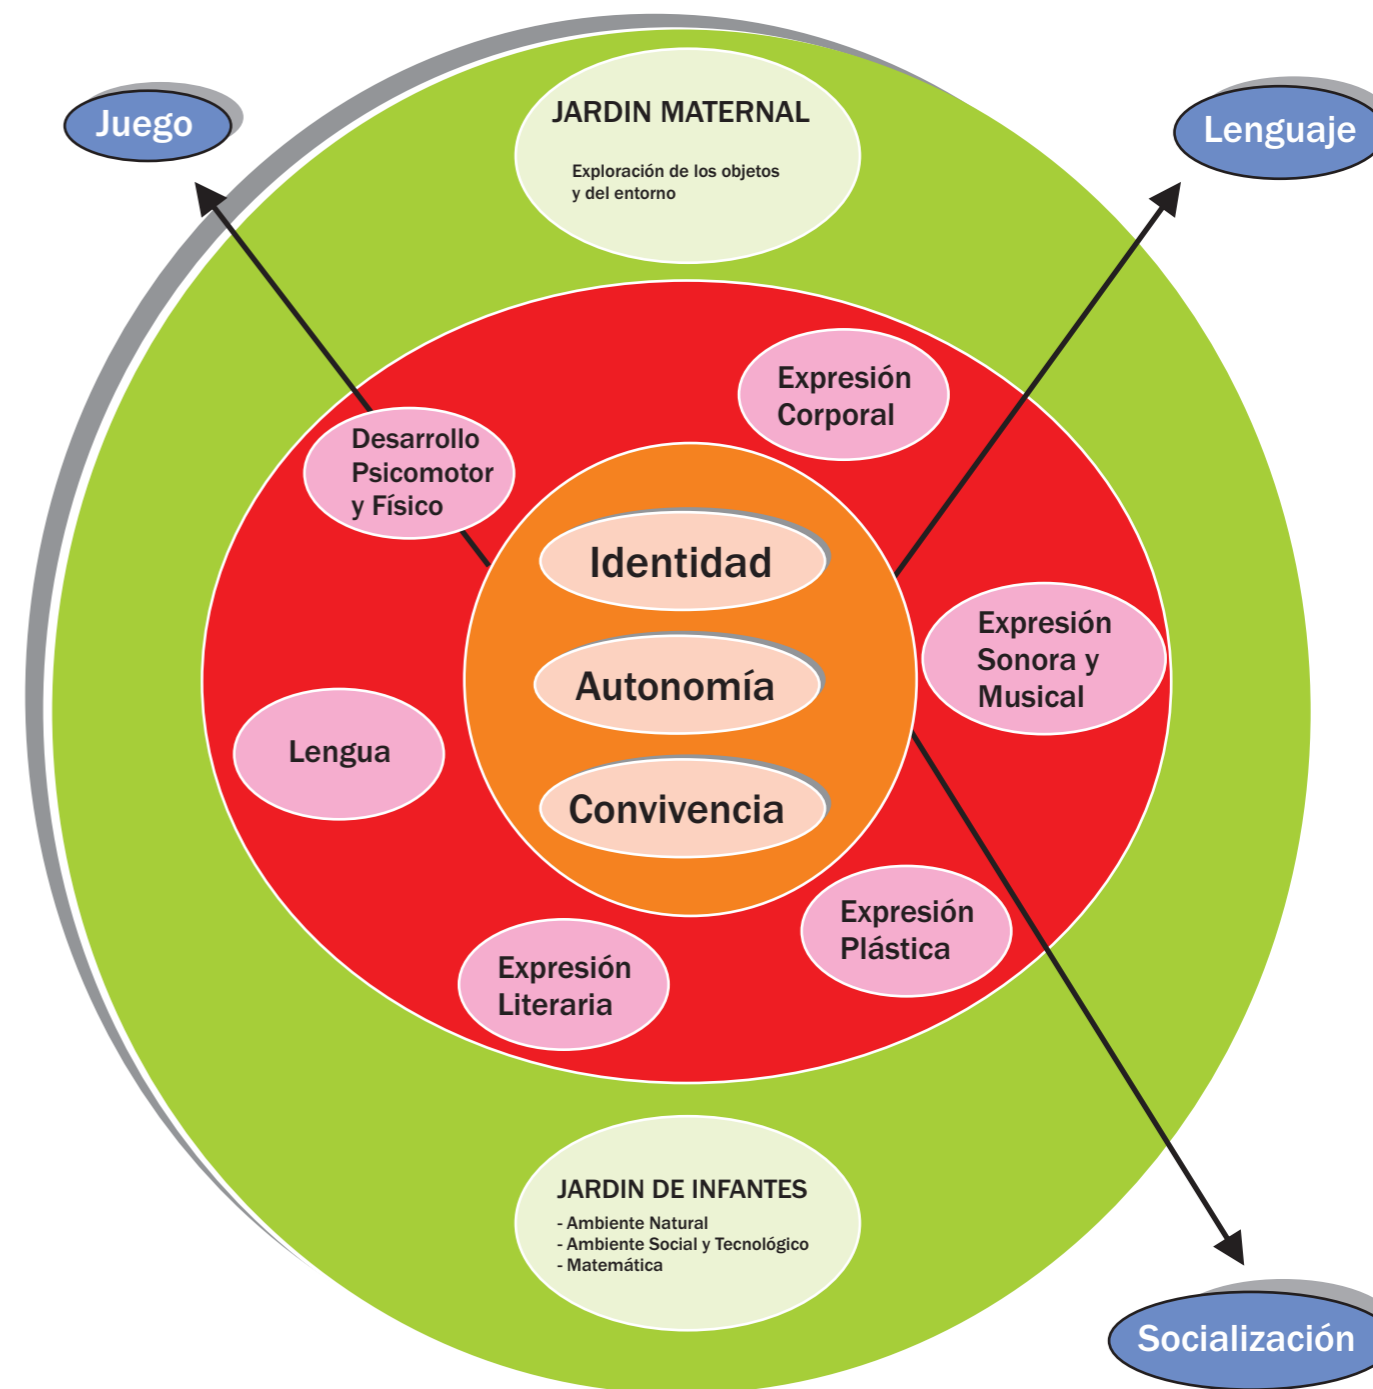 Juego
JARDIN MATERNAL
Exploración de los objetos
y del entorno
Lenguaje
Expresión
Corporal
Desarrollo
Psicomotor
y Físico
Identidad
Expresión
Sonora y
Musical
Autonomía
Lengua
Convivencia
Expresión
Plástica
Expresión
Literaria
JARDIN DE INFANTES
- Ambiente Natural
- Ambiente Social y Tecnológico
- Matemática
Socialización